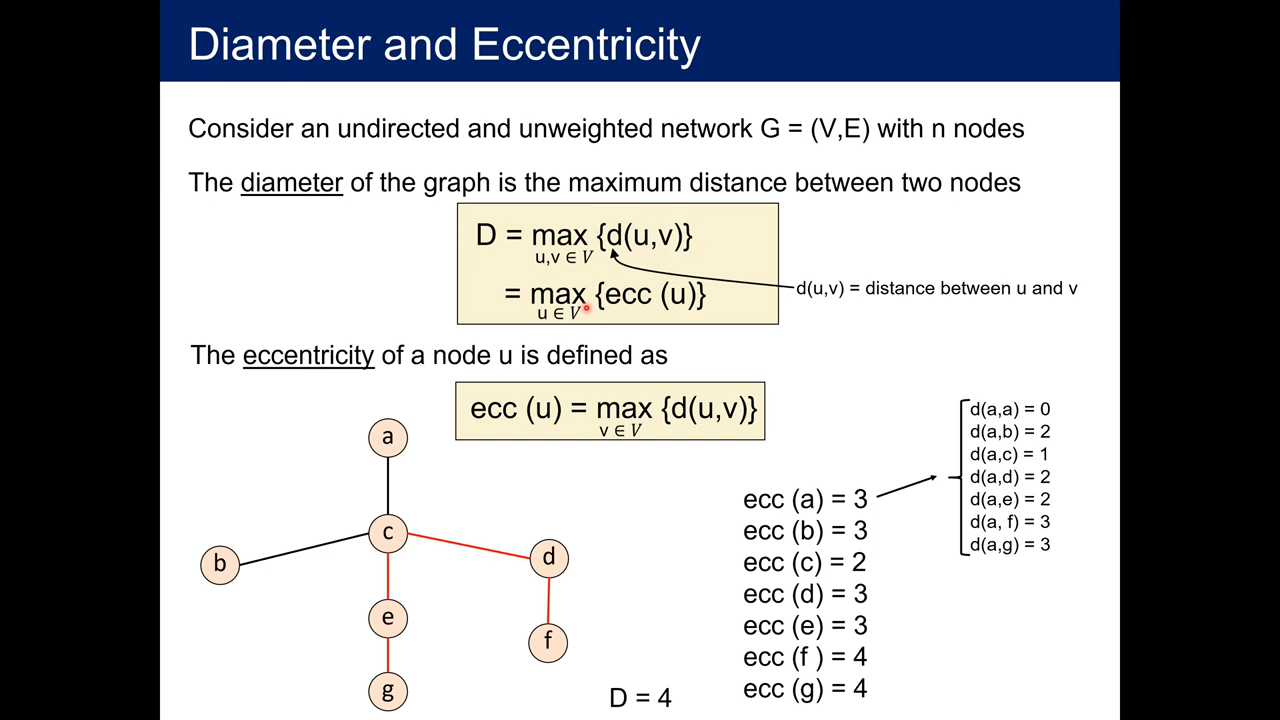 Diameter and Eccentricity
Consider an undirected and unweighted network G = (V,E) with n nodes
The diameter of the graph is the maximum distance between two nodes
D = max {d(u,v)}
u,v ∈ V
= max {ecc (u)}
u ∈ V
d(u,v) = distance between u and v
The eccentricity of a node u is defined as
ecc (u) = max {d(u,v)}
v ∈ V
a
c
b
d
e
f
g
D = 4
ecc (a) = 3
ecc (b) = 3
ecc (c) = 2
ecc (d) = 3
ecc (e) = 3
ecc (f ) = 4
ecc (g) = 4
d(a,a) = 0
d(a,b) = 2
d(a,c) = 1
d(a,d) = 2
d(a,e) = 2
d(a, f) = 3
d(a,g) = 3